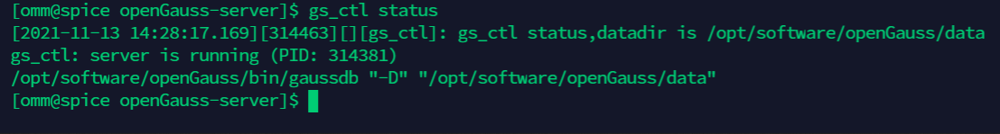 [omm@spice openGauss-server]$ gs_ctl status
[2021-11-13 14:28:17.169][314463][][gs_ctl]: gs_ctl status,datadir is /opt/software/openGauss/data
gs_ctl: server is running (PID: 314381)
/opt/software/openGauss/bin/gaussdb "-D" "/opt/software/openGauss/data"
[omm@spice openGauss-server]$